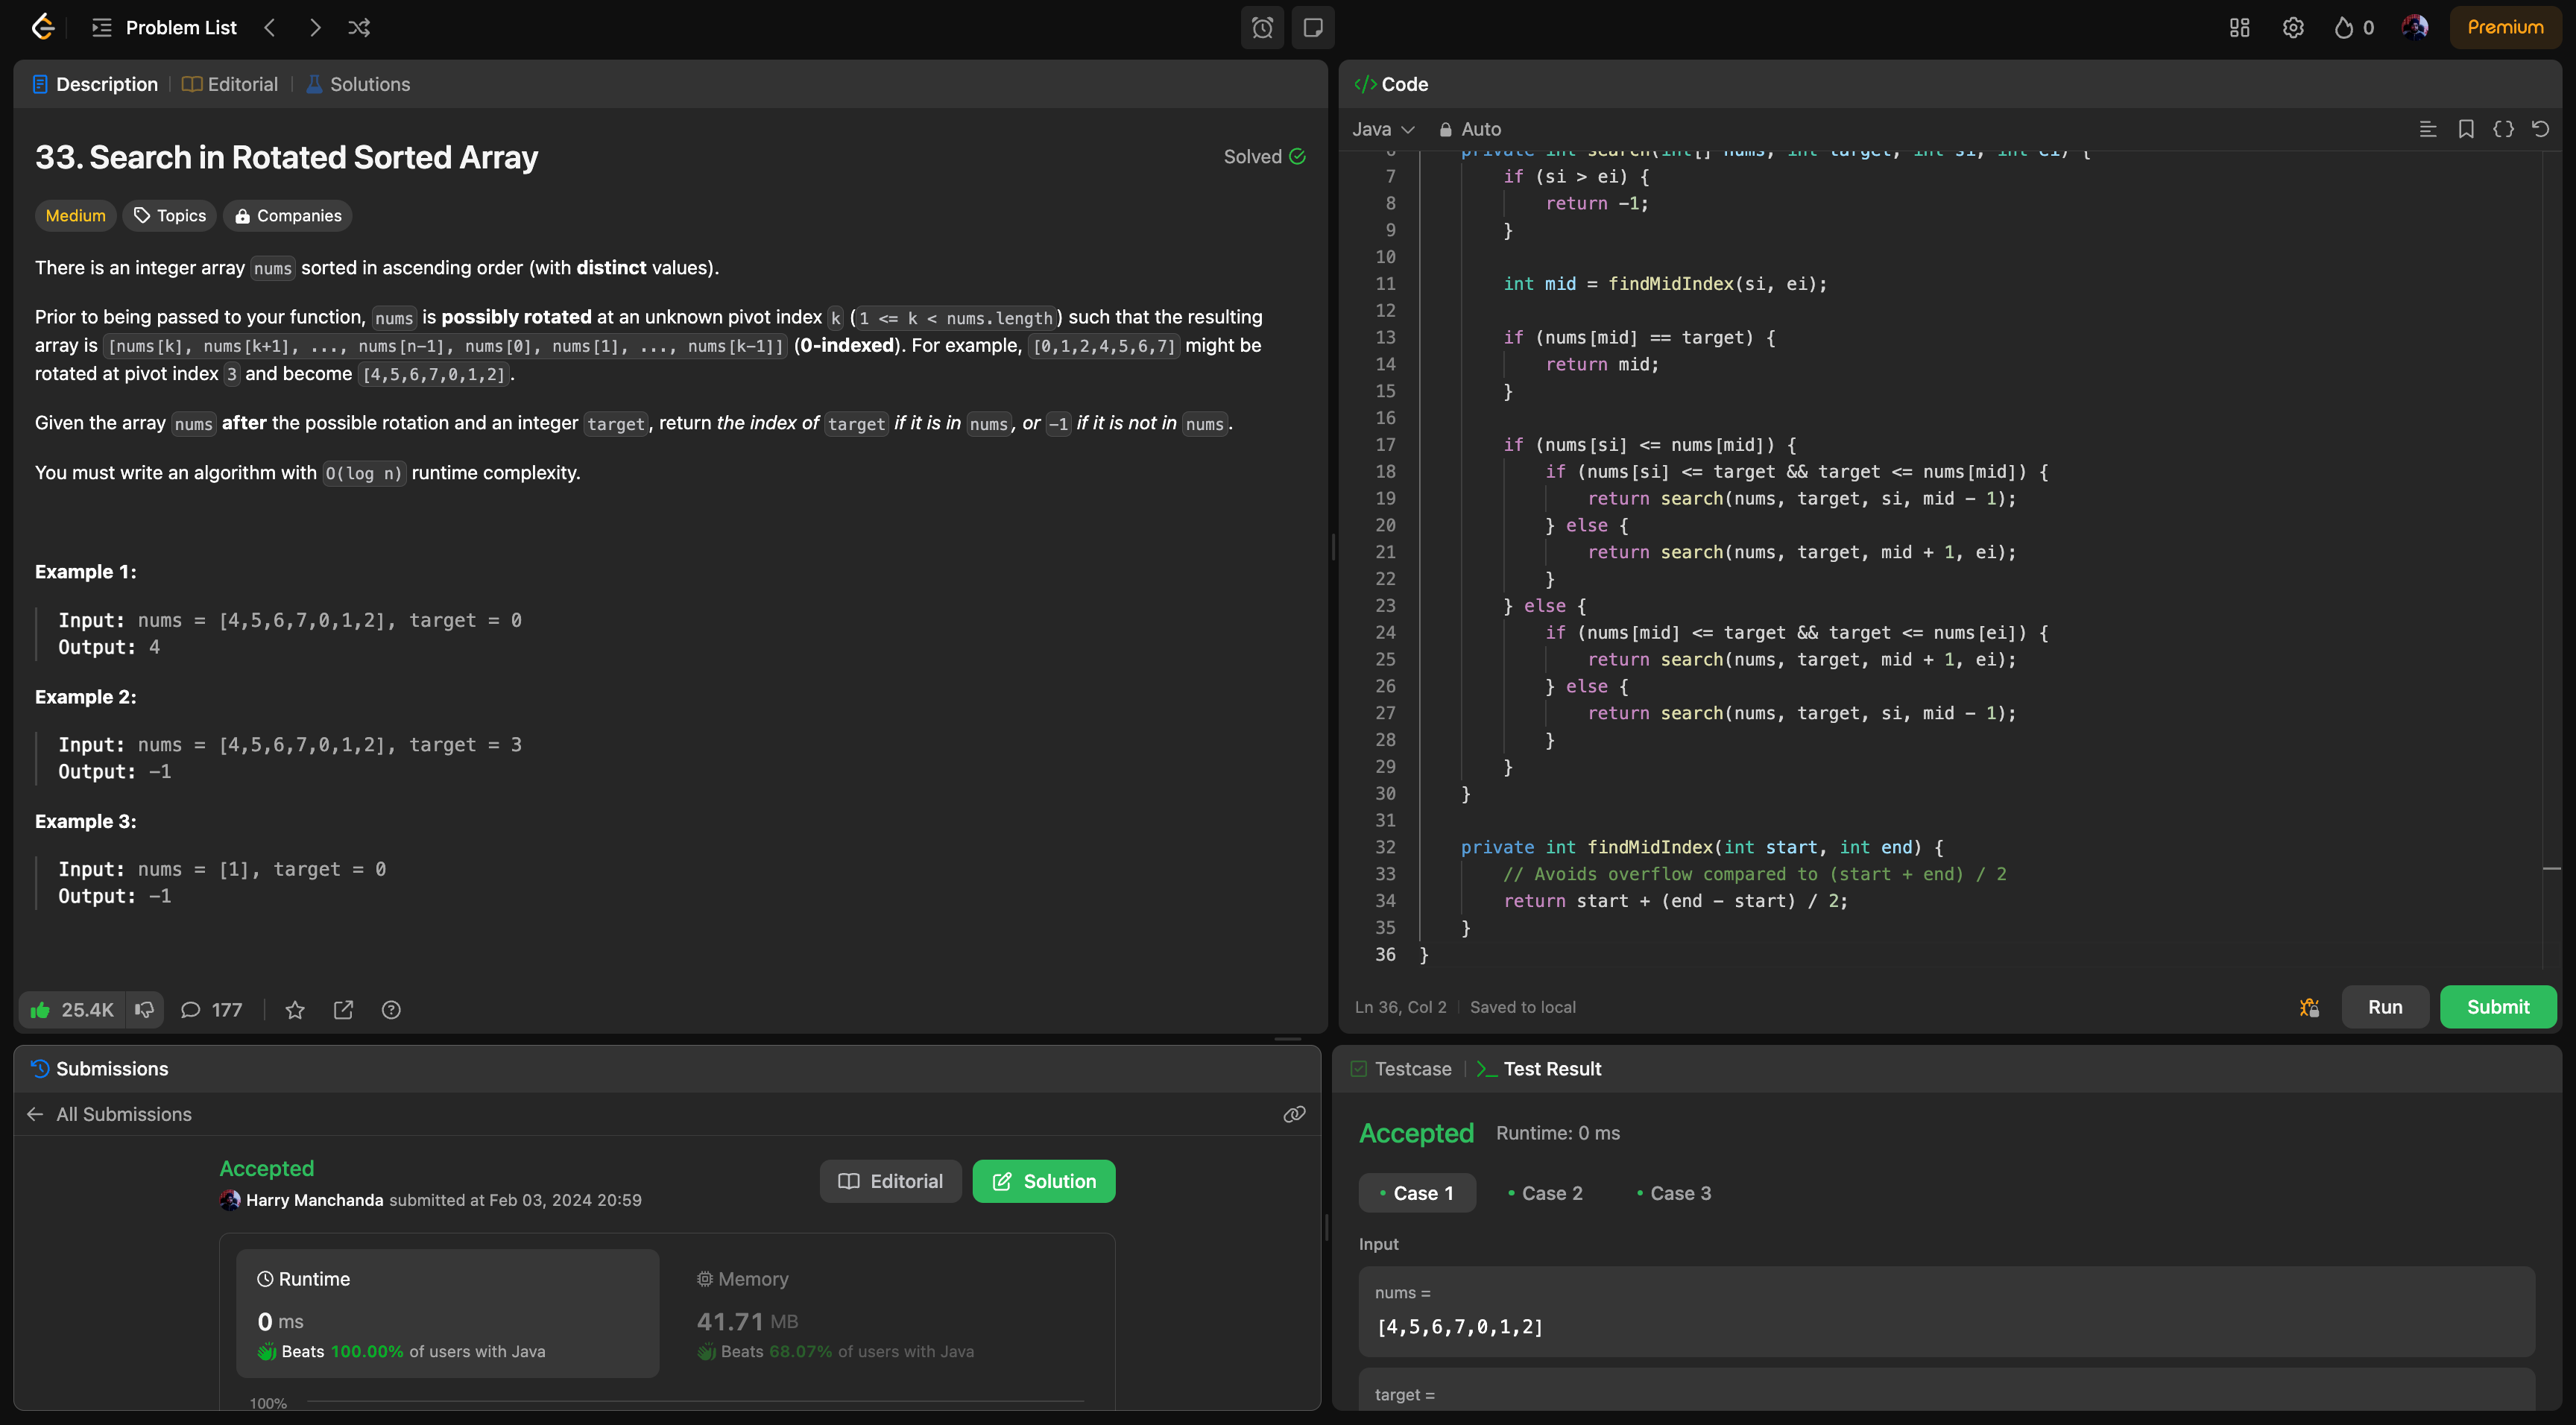 Problem List
0
Premium
Description
Editorial
Solutions
33. Search in Rotated Sorted Array
Solved
Medium
Topics
Companies
There is an integer array nums sorted in ascending order (with distinct values).
Prior to being passed to your function, nums is possibly rotated at an unknown pivot index k (1 <= k < nums.length) such that the resulting
array is [nums[k], nums[k+1], ..., nums[n-1], nums[0], nums[1], ..., nums[k-1]] (0-indexed). For example, [0,1,2,4,5,6,7] might be
rotated at pivot index 3 and become [4,5,6,7,0,1,2].
Given the array nums after the possible rotation and an integer target, return the index of target if it is in nums, or -1 if it is not in nums.
You must write an algorithm with O(log n) runtime complexity.
Example 1:
Input: nums = [4,5,6,7,0,1,2], target = 0
Output: 4
Example 2:
Input: nums = [4,5,6,7,0,1,2], target = 3
Output: -1
Example 3:
Input: nums = [1], target = 0
Output: -1
25.4K
177
Code
Java
Auto
6 private int search(int[] nums, int target, int si, int ei) {
7 if (si > ei) {
8 return -1;
9 }
10
11 int mid = findMidIndex(si, ei);
12
13 if (nums[mid] == target) {
14 return mid;
15 }
16
17 if (nums[si] <= nums[mid]) {
18 if (nums[si] <= target && target <= nums[mid]) {
19 return search(nums, target, si, mid - 1);
20 } else {
21 return search(nums, target, mid + 1, ei);
22 }
23 } else {
24 if (nums[mid] <= target && target <= nums[ei]) {
25 return search(nums, target, mid + 1, ei);
26 } else {
27 return search(nums, target, si, mid - 1);
28 }
29 }
30 }
31
32 private int findMidIndex(int start, int end) {
33 // Avoids overflow compared to (start + end) / 2
34 return start + (end - start) / 2;
35 }
36 }
Ln 36, Col 2
Saved to local
Run
Submit
Submissions
All Submissions
Accepted
Harry Manchanda submitted at Feb 03, 2024 20:59
Editorial
Solution
Runtime
0 ms
Beats 100.00% of users with Java
Memory
41.71 MB
Beats 68.07% of users with Java
100%
Testcase
Test Result
Accepted
Runtime: 0 ms
Case 1
Case 2
Case 3
Input
nums =
[4,5,6,7,0,1,2]
target =